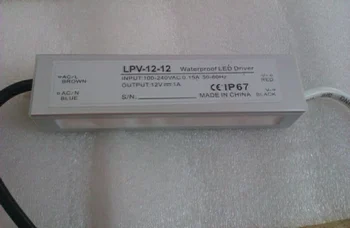 LPV-12-12 Waterproof LED Driver
INPUT:100-240VAC 0.15A 50-60Hz
OUTPUT:12V 1A
S/N:
CE IP67
MADE IN CHINA
AC/L
BROWN
AC/N
BLUE
RED
BLACK